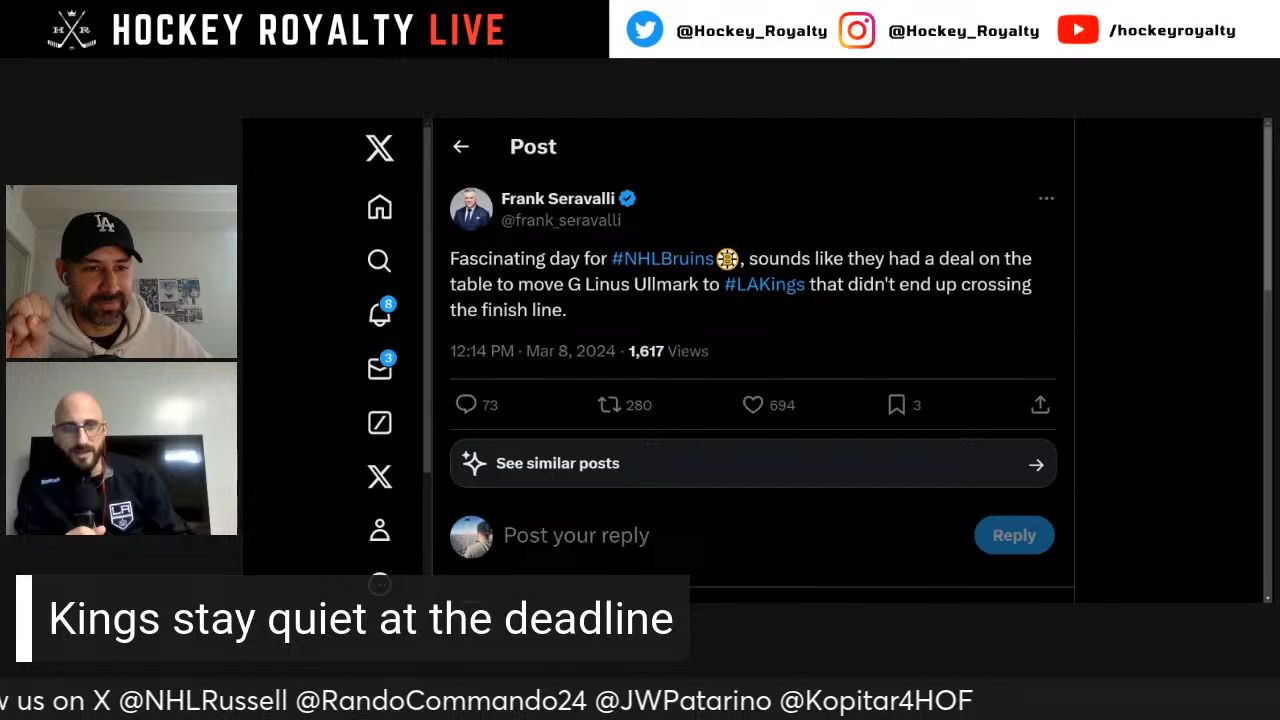 HR
HOCKEY ROYALTY LIVE
@Hockey_Royalty
@Hockey_Royalty
/hockeyroyalty
Post
Frank Seravalli
@frank_seravalli
Fascinating day for #NHLBruins, sounds like they had a deal on the
table to move G Linus Ullmark to #LAKings that didn't end up crossing
the finish line.
12:14 PM · Mar 8, 2024 · 1,617 Views
8
3
73
280
694
3
See similar posts
Post your reply
Reply
LA
LA
Kings stay quiet at the deadline
w us on X @NHLRussell @RandoCommando24 @JWPatarino @Kopitar4HOF